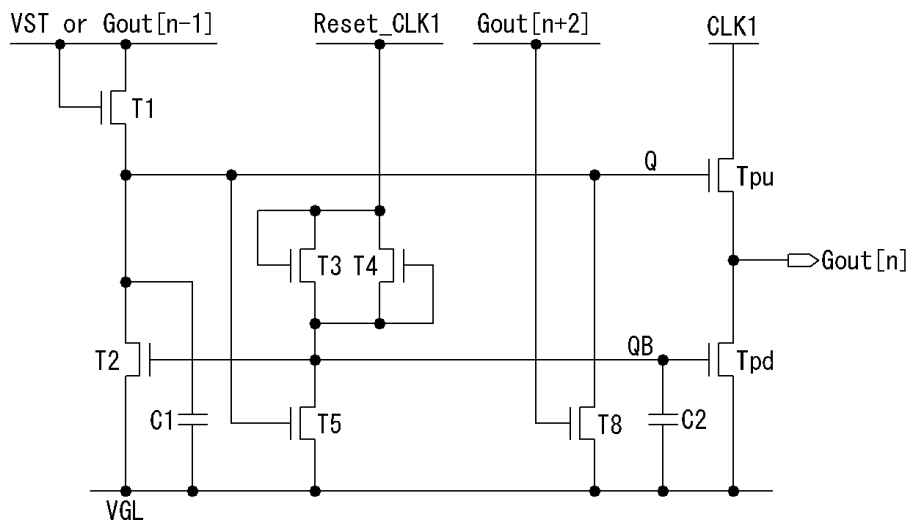 VST or Gout[n-1] Reset_CLK1 Gout[n+2] CLK1
T1
Q Tpu
T3 T4
Gout[n]
T2 QB Tpd
C1 T5 T8 C2
VGL